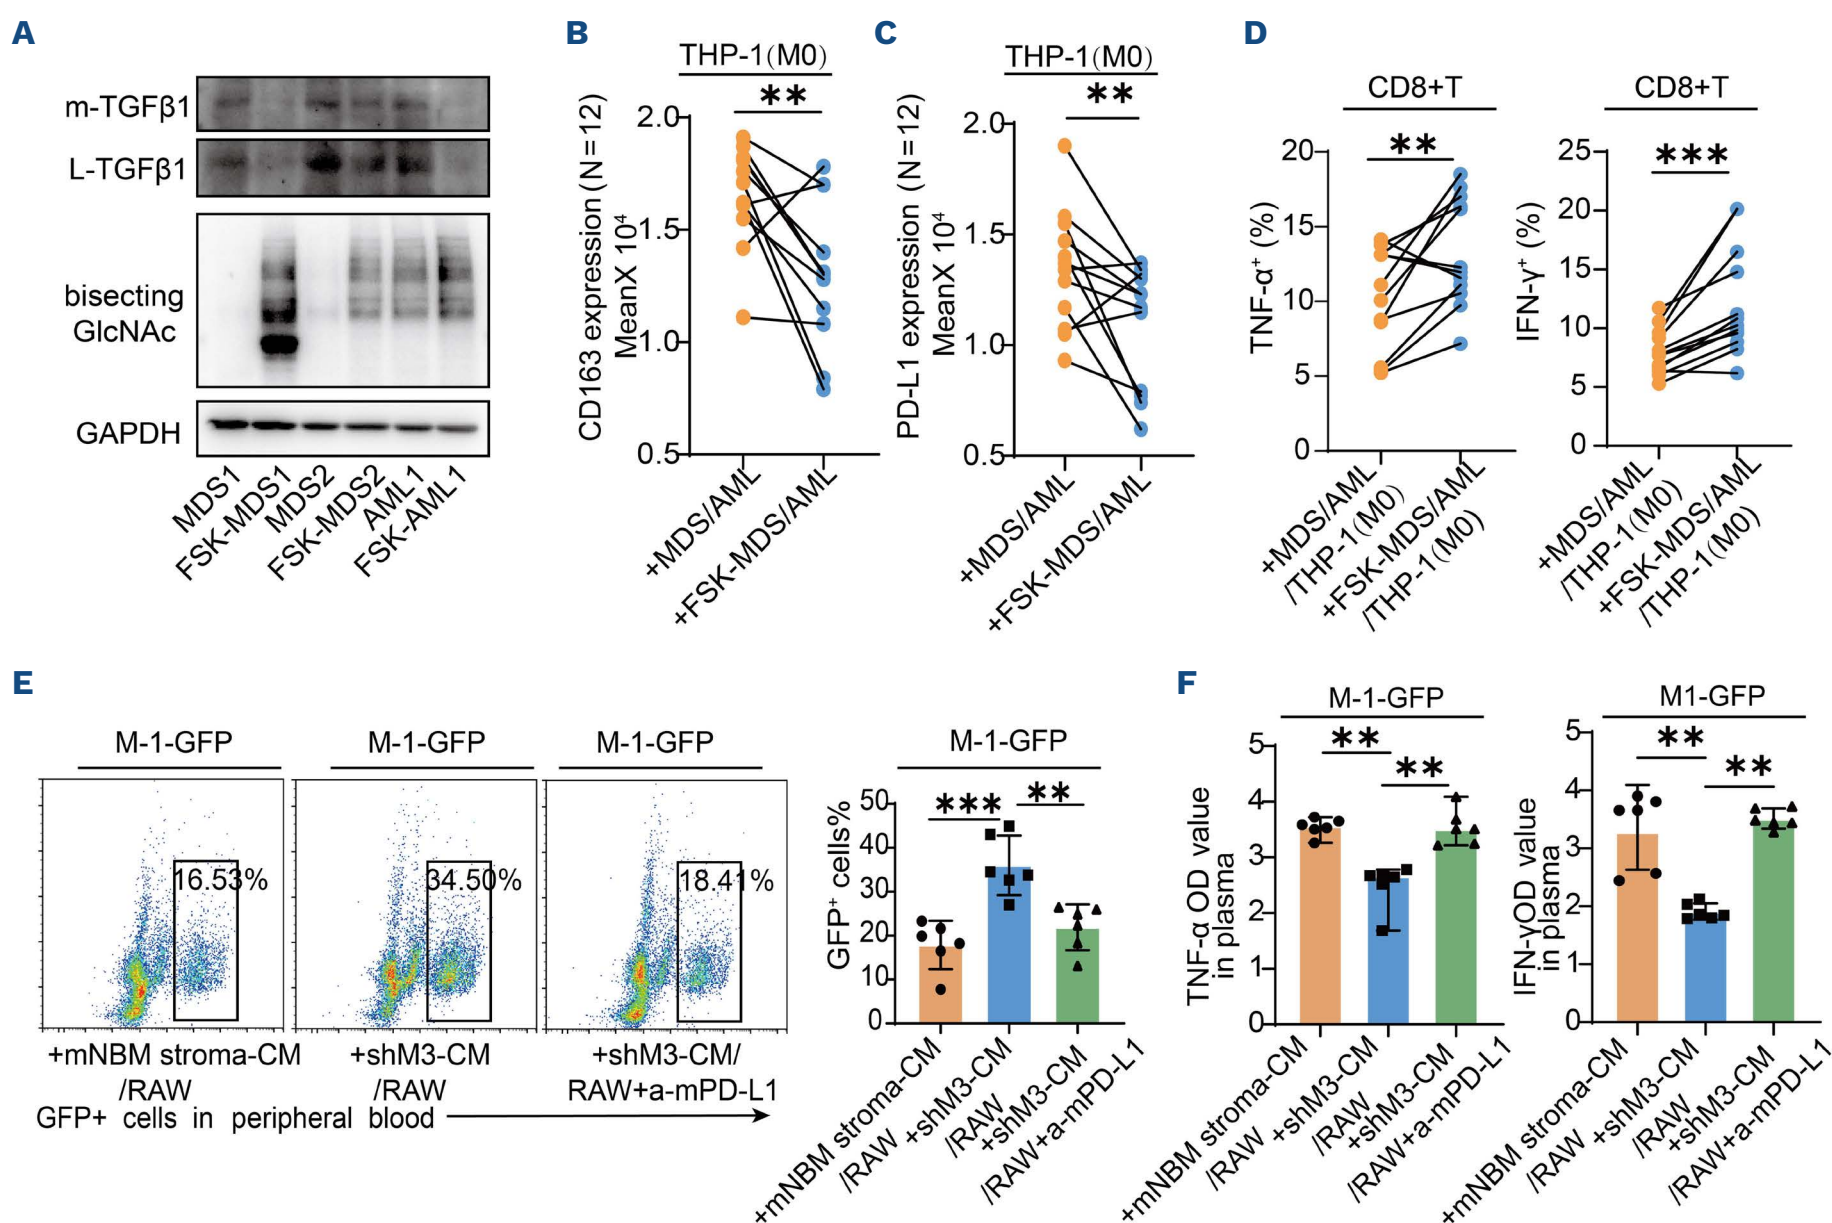 A
m-TGFβ1
L-TGFβ1
bisecting
GlcNAc
GAPDH
MDS1
FSK-MDS1
MDS2
FSK-MDS2
AML1
FSK-AML1
B
THP-1(M0)
**
CD163 expression (N=12)
MeanX 10⁴
2.0
1.5
1.0
0.5
+MDS/AML
+FSK-MDS/AML
C
THP-1(M0)
**
PD-L1 expression (N=12)
MeanX 10⁴
2.0
1.5
1.0
0.5
+MDS/AML
+FSK-MDS/AML
D
CD8+T
**
TNF-α⁺ (%)
20
15
10
5
0
+MDS/AML
/THP-1(M0)
+FSK-MDS/AML
/THP-1(M0)
CD8+T
***
IFN-γ⁺ (%)
25
20
15
10
5
0
+MDS/AML
/THP-1(M0)
+FSK-MDS/AML
/THP-1(M0)
E
M-1-GFP
M-1-GFP
M-1-GFP
16.53%
34.50%
18.41%
+mNBM stroma-CM
/RAW
+shM3-CM
/RAW
+shM3-CM/
RAW+a-mPD-L1
GFP+ cells in peripheral blood
M-1-GFP
***
**
GFP⁺ cells%
50
40
30
20
10
0
+mNBM stroma-CM
/RAW
+shM3-CM
/RAW
+shM3-CM
/RAW+a-mPD-L1
F
M-1-GFP
**
**
TNF-α OD value
in plasma
5
4
3
2
1
0
+mNBM stroma-CM
/RAW
+shM3-CM
/RAW
+shM3-CM
/RAW+a-mPD-L1
M1-GFP
**
**
IFN-γOD value
in plasma
5
4
3
2
1
0
+mNBM stroma-CM
/RAW
+shM3-CM
/RAW
+shM3-CM
/RAW+a-mPD-L1